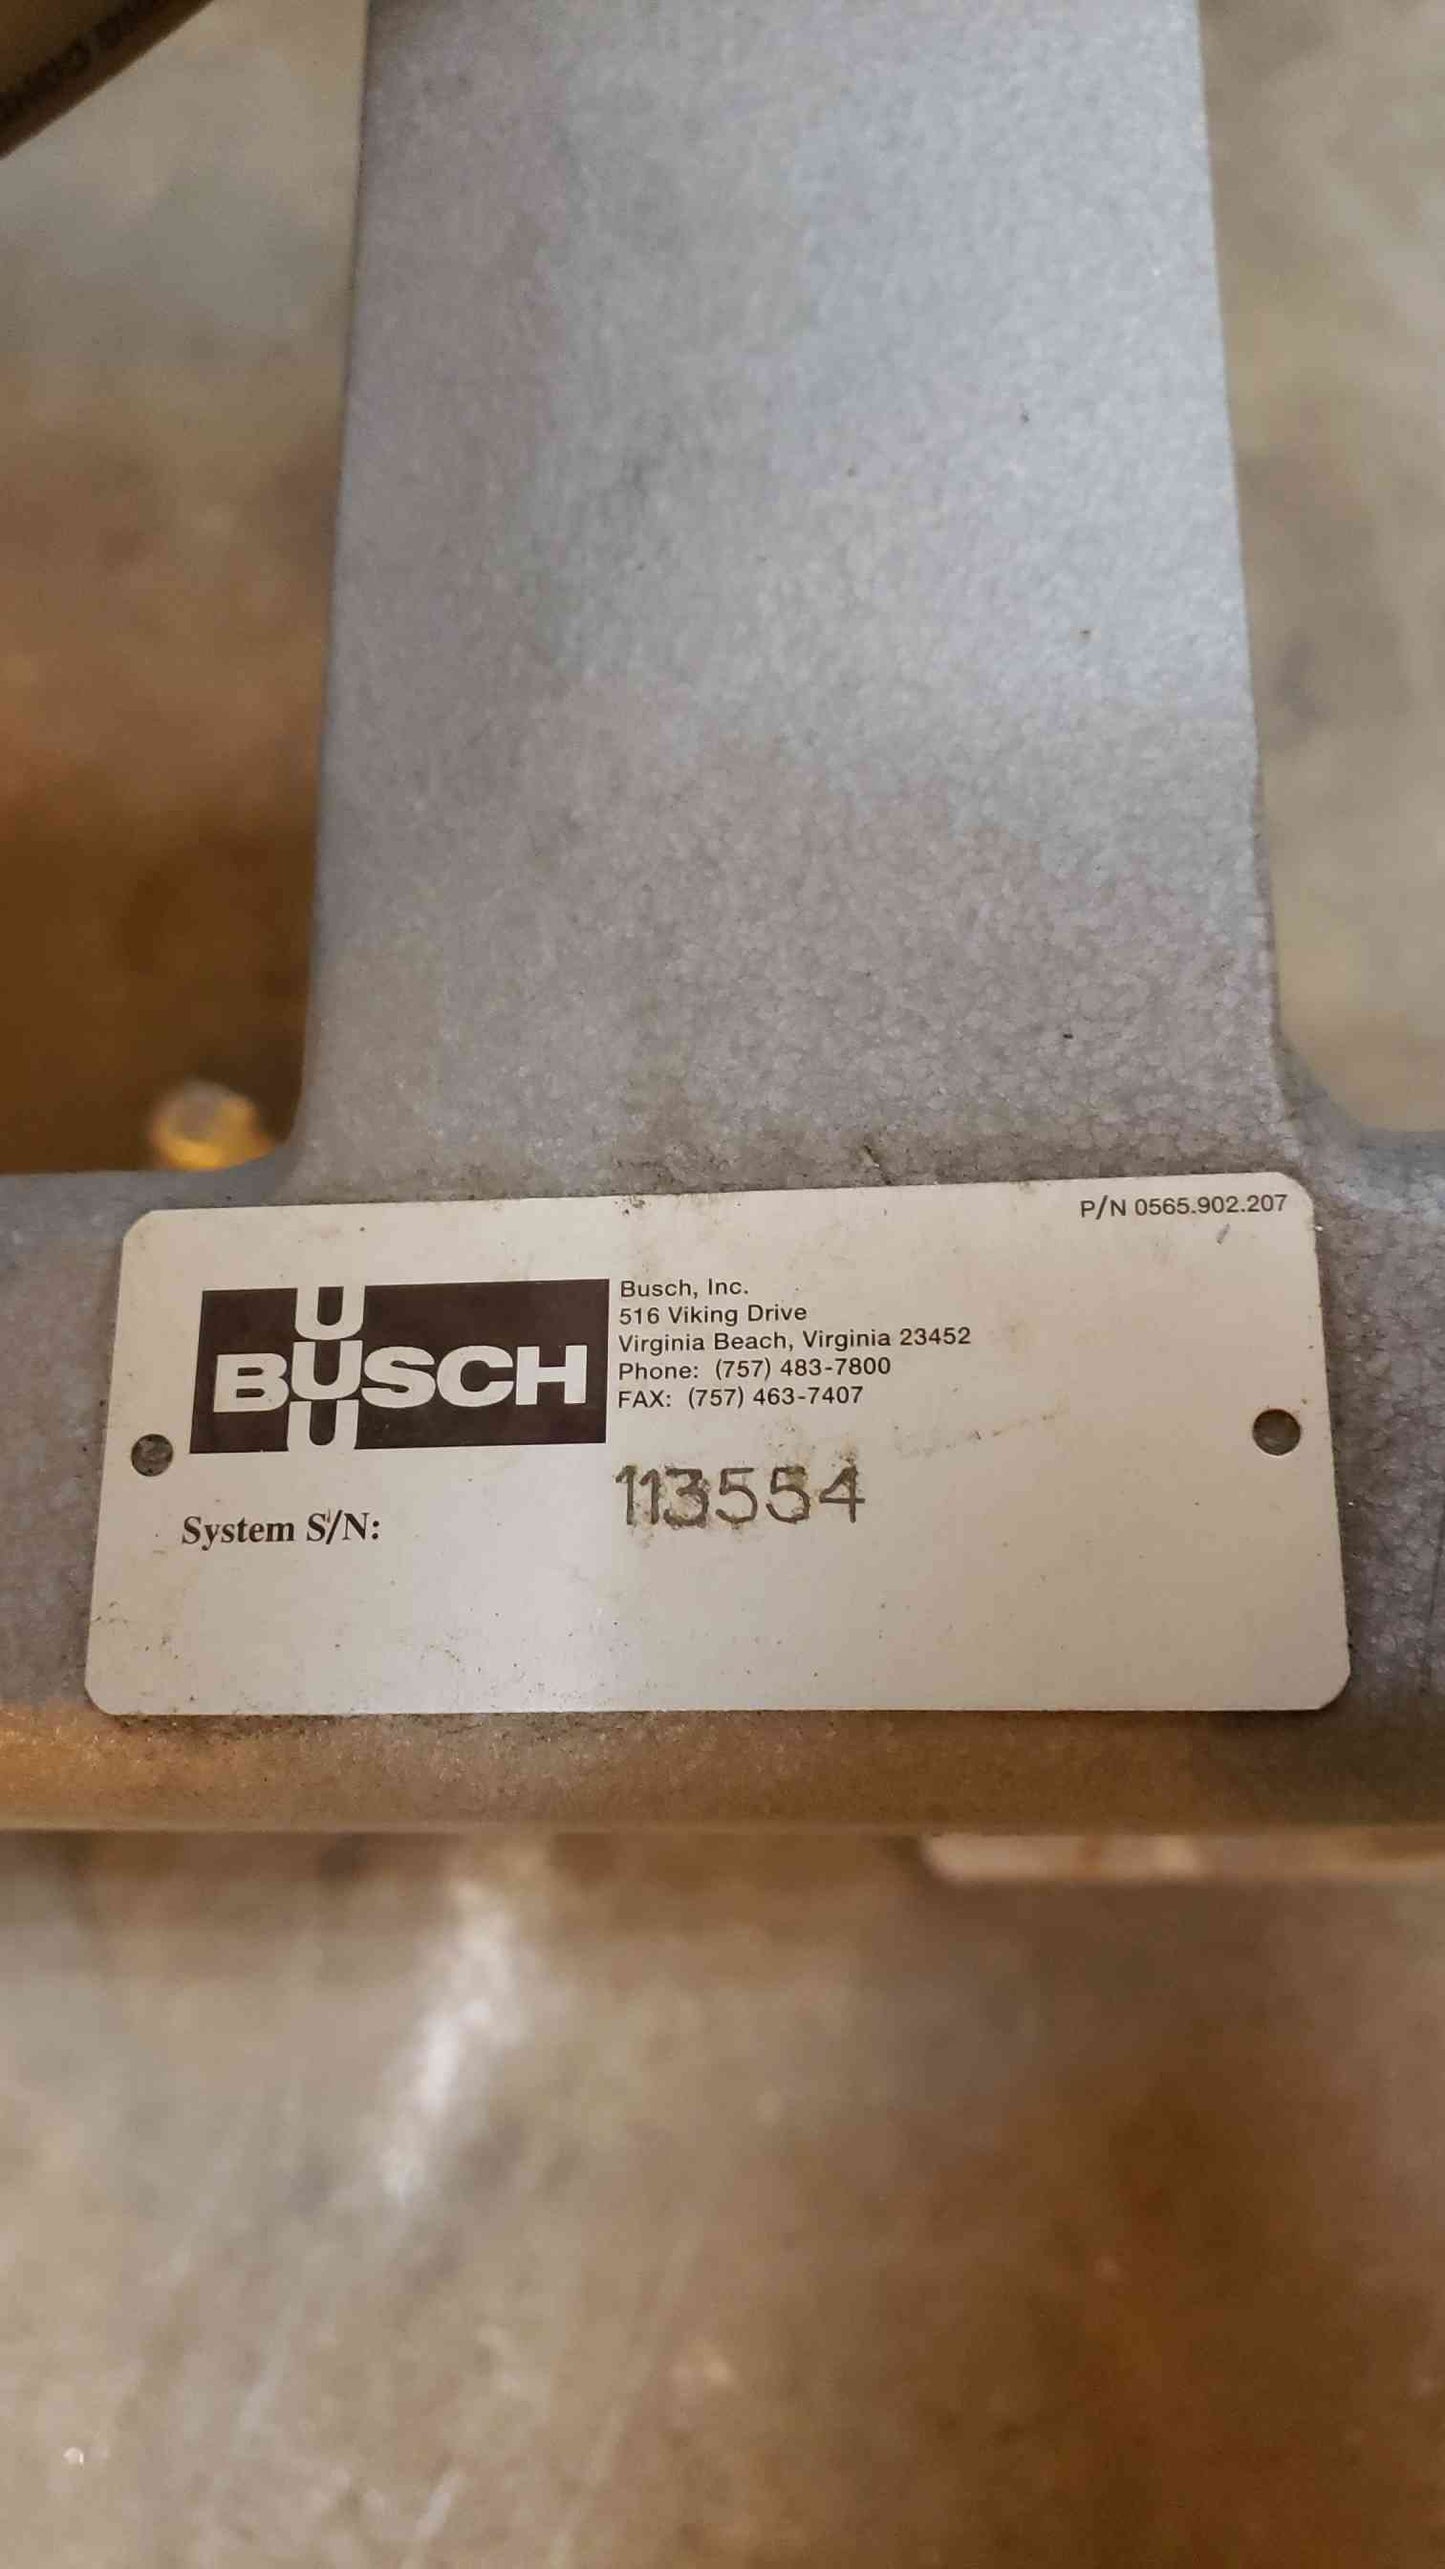 P/N 0565.902.207
BUSCH
U
U
Busch, Inc.
516 Viking Drive
Virginia Beach, Virginia 23452
Phone: (757) 483-7800
FAX: (757) 463-7407
System S/N:
113554